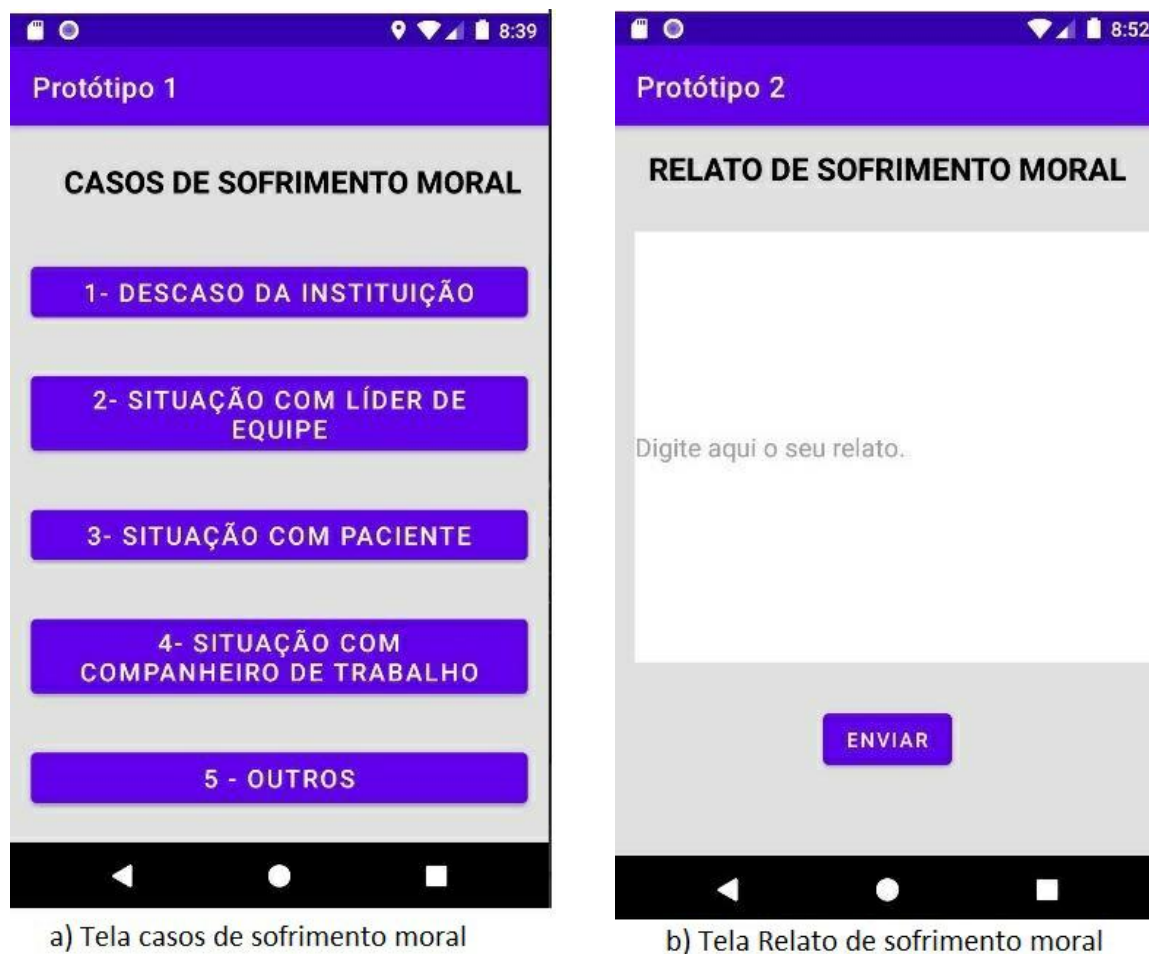 8:39
Protótipo 1
CASOS DE SOFRIMENTO MORAL
1- DESCASO DA INSTITUIÇÃO
2- SITUAÇÃO COM LÍDER DE
EQUIPE
3- SITUAÇÃO COM PACIENTE
4- SITUAÇÃO COM
COMPANHEIRO DE TRABALHO
5 - OUTROS
a) Tela casos de sofrimento moral
8:52
Protótipo 2
RELATO DE SOFRIMENTO MORAL
Digite aqui o seu relato.
ENVIAR
b) Tela Relato de sofrimento moral